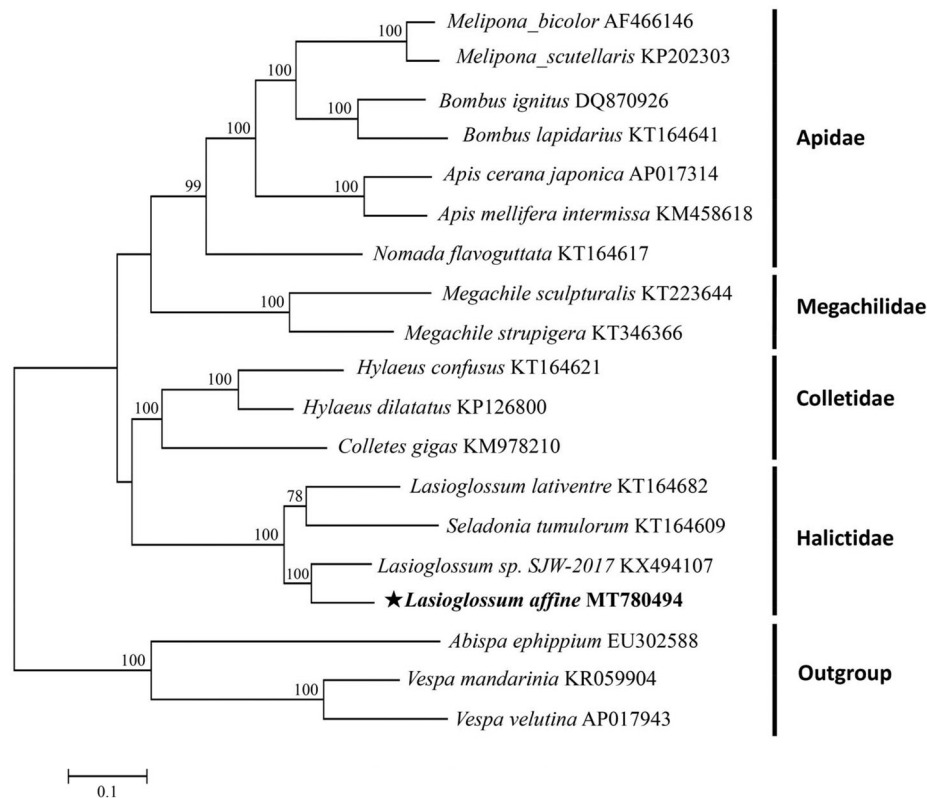 Melipona_bicolor AF466146
100
Melipona_scutellaris KP202303
100
Bombus ignitus DQ870926
100
Bombus lapidarius KT164641
100
Apidae
Apis cerana japonica AP017314
99
100
Apis mellifera intermissa KM458618
Nomada flavoguttata KT164617
Megachile sculpturalis KT223644
100
Megachilidae
Megachile strupigera KT346366
Hylaeus confusus KT164621
100
Colletidae
Hylaeus dilatatus KP126800
100
Colletes gigas KM978210
Lasioglossum lativentre KT164682
78
Seladonia tumulorum KT164609
100
Halictidae
Lasioglossum sp. SJW-2017 KX494107
100
★Lasioglossum affine MT780494
Abispa ephippium EU302588
100
Outgroup
Vespa mandarinia KR059904
100
Vespa velutina AP017943
0.1